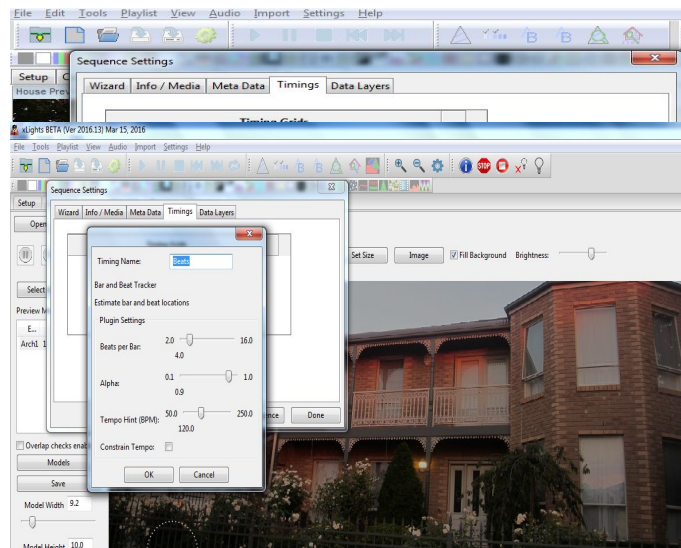 File Edit Tools Playlist View Audio Import Settings Help
Sequence Settings
Setup
House Prev
Wizard Info / Media Meta Data Timings Data Layers
Timing Grids
xLights BETA (Ver 2016.13) Mar 15, 2016
File Tools Playlist View Audio Import Settings Help
STOP
Sequence Settings
Setup
Wizard Info / Media Meta Data Timings Data Layers
Open
Timing Name: Beats
Set Size Image Fill Background Brightness:
Bar and Beat Tracker
Select
Estimate bar and beat locations
Preview M
Plugin Settings
E...
Beats per Bar: 2.0 16.0
4.0
Arch1 1
Alpha: 0.1 1.0
0.9
Tempo Hint (BPM): 50.0 250.0
120.0
ence Done
Overlap checks enab
Constrain Tempo:
Models
OK Cancel
Save
Model Width 9.2
Model Height 10.0